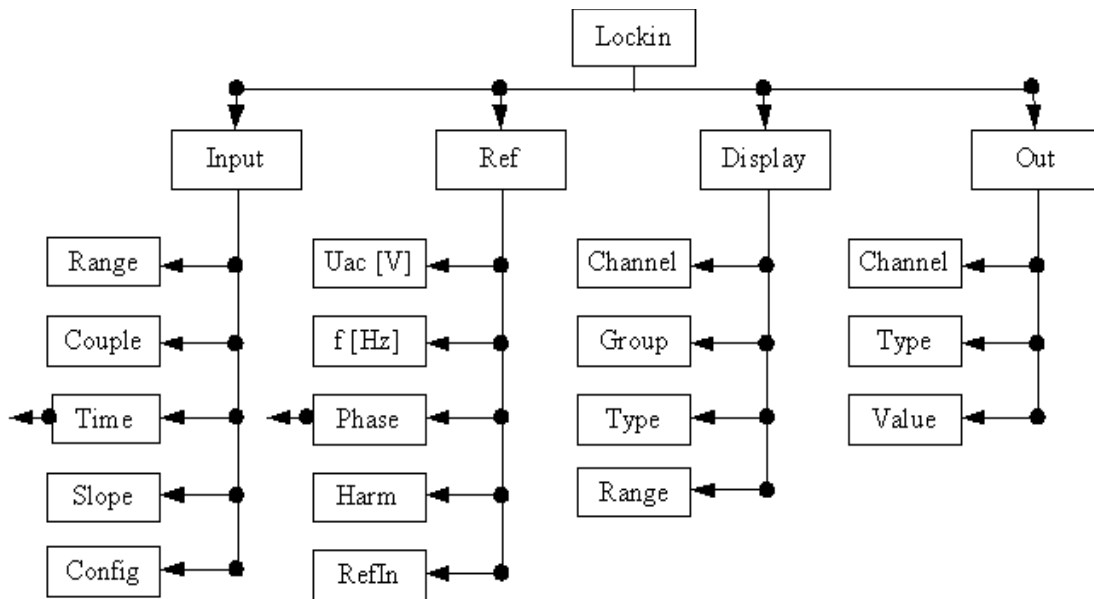 Lockin
Input
Ref
Display
Out
Range
Uac [V]
Channel
Channel
Couple
f [Hz]
Group
Type
Time
Phase
Type
Value
Slope
Harm
Range
Config
RefIn